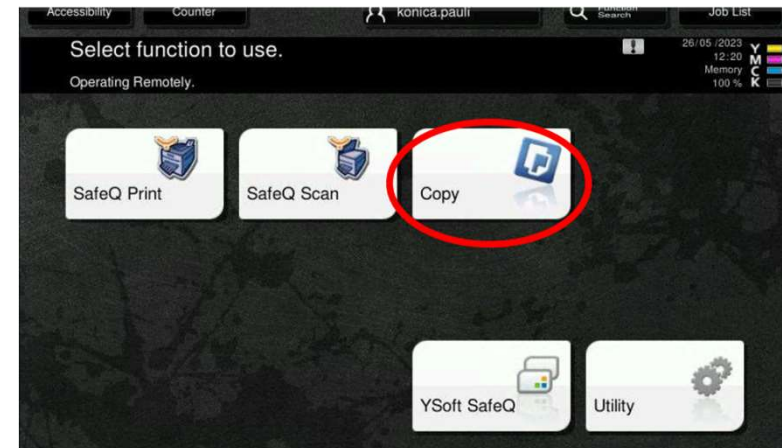 Accessibility Counter konica.pauli Function Search Job List
Select function to use.
Operating Remotely.
26/05 /2023
12:20
Memory
100 %
Y
M
C
K
SafeQ Print SafeQ Scan Copy
YSoft SafeQ Utility